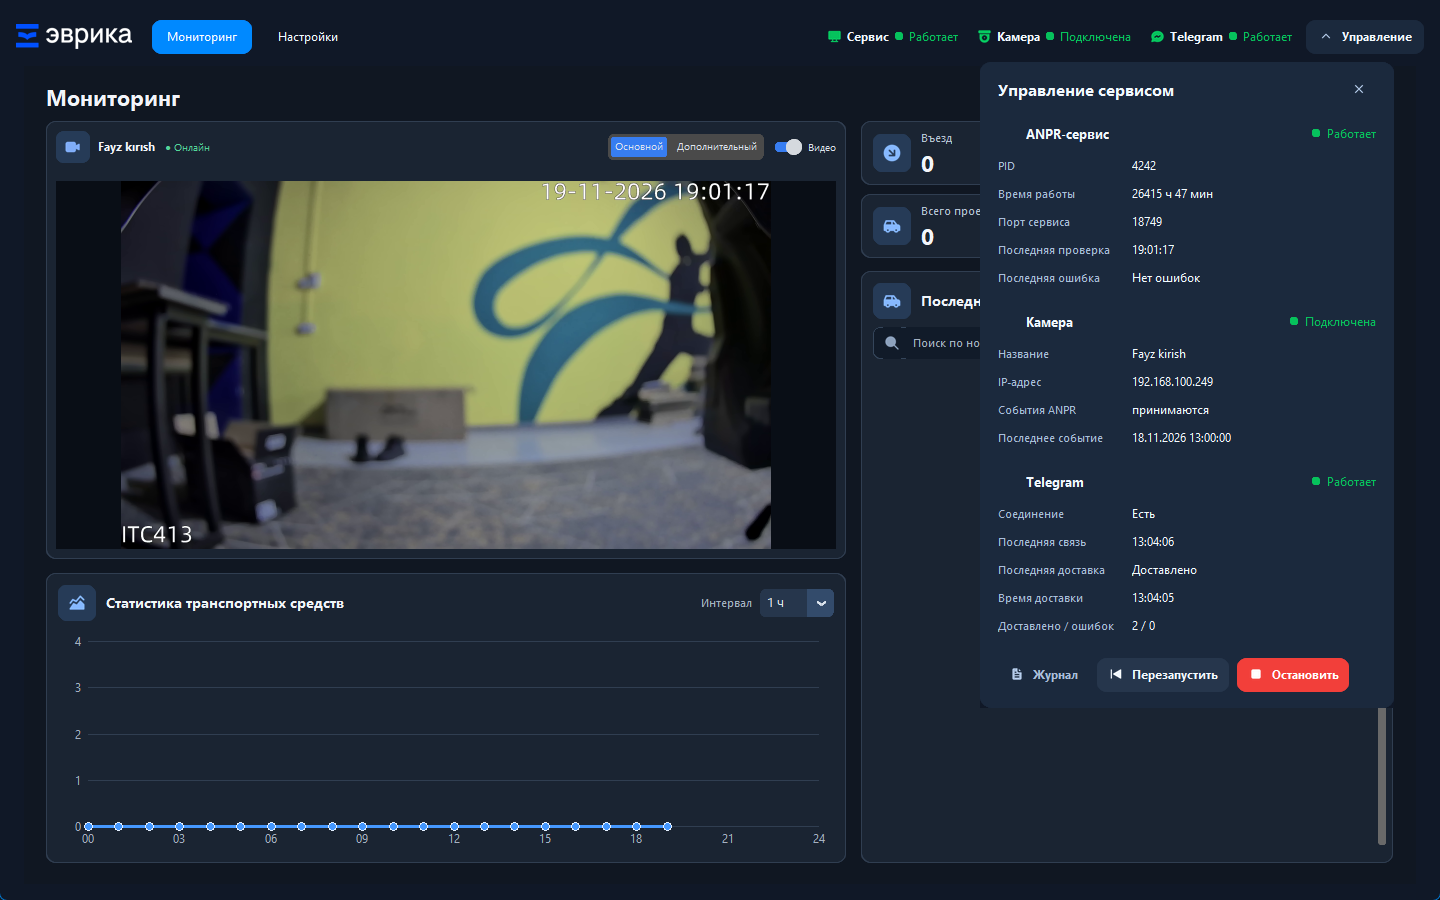 эврика
Мониторинг
Настройки
Сервис Работает
Камера Подключена
Telegram Работает
Управление
Мониторинг
Fayz kirish
Онлайн
Основной
Дополнительный
Видео
19-11-2026 19:01:17
ITC413
Въезд
0
Всего прое
0
Последн
Поиск по но
Статистика транспортных средств
Интервал
1 ч
4
3
2
1
0
00 03 06 09 12 15 18 21 24
Управление сервисом
ANPR-сервис
Работает
PID 4242
Время работы 26415 ч 47 мин
Порт сервиса 18749
Последняя проверка 19:01:17
Последняя ошибка Нет ошибок
Камера
Подключена
Название Fayz kirish
IP-адрес 192.168.100.249
События ANPR принимаются
Последнее событие 18.11.2026 13:00:00
Telegram
Работает
Соединение Есть
Последняя связь 13:04:06
Последняя доставка Доставлено
Время доставки 13:04:05
Доставлено / ошибок 2 / 0
Журнал
Перезапустить
Остановить